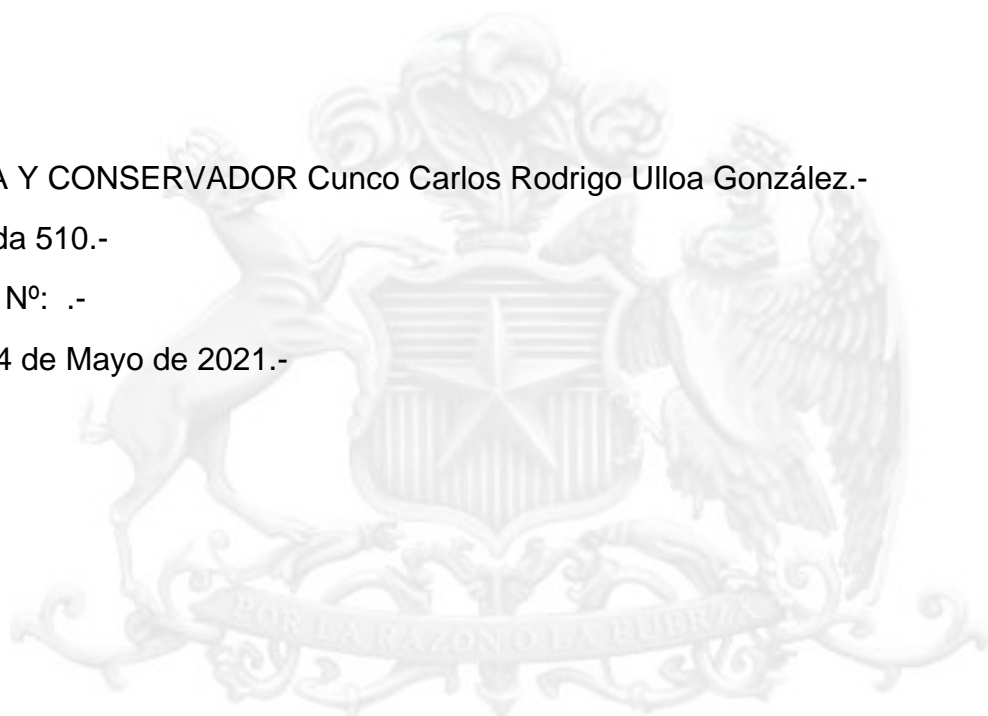 A Y CONSERVADOR Cunco Carlos Rodrigo Ulloa González.-
da 510.-
Nº:  .-
4 de Mayo de 2021.-
POR LA RAZON O LA FUERZA